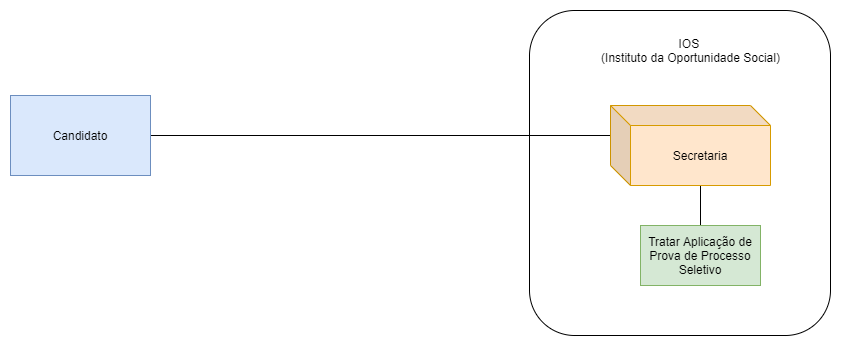 IOS
(Instituto da Oportunidade Social)
Candidato
Secretaria
Tratar Aplicação de
Prova de Processo
Seletivo